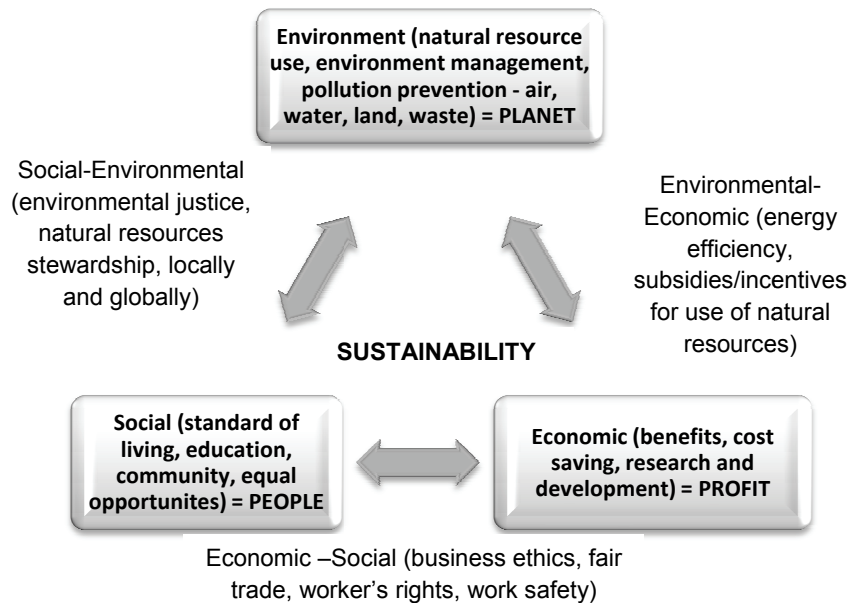 Environment (natural resource
use, environment management,
pollution prevention - air,
water, land, waste) = PLANET
Social-Environmental
(environmental justice,
natural resources
stewardship, locally
and globally)
Environmental-
Economic (energy
efficiency,
subsidies/incentives
for use of natural
resources)
SUSTAINABILITY
Social (standard of
living, education,
community, equal
opportunites) = PEOPLE
Economic (benefits, cost
saving, research and
development) = PROFIT
Economic –Social (business ethics, fair
trade, worker’s rights, work safety)